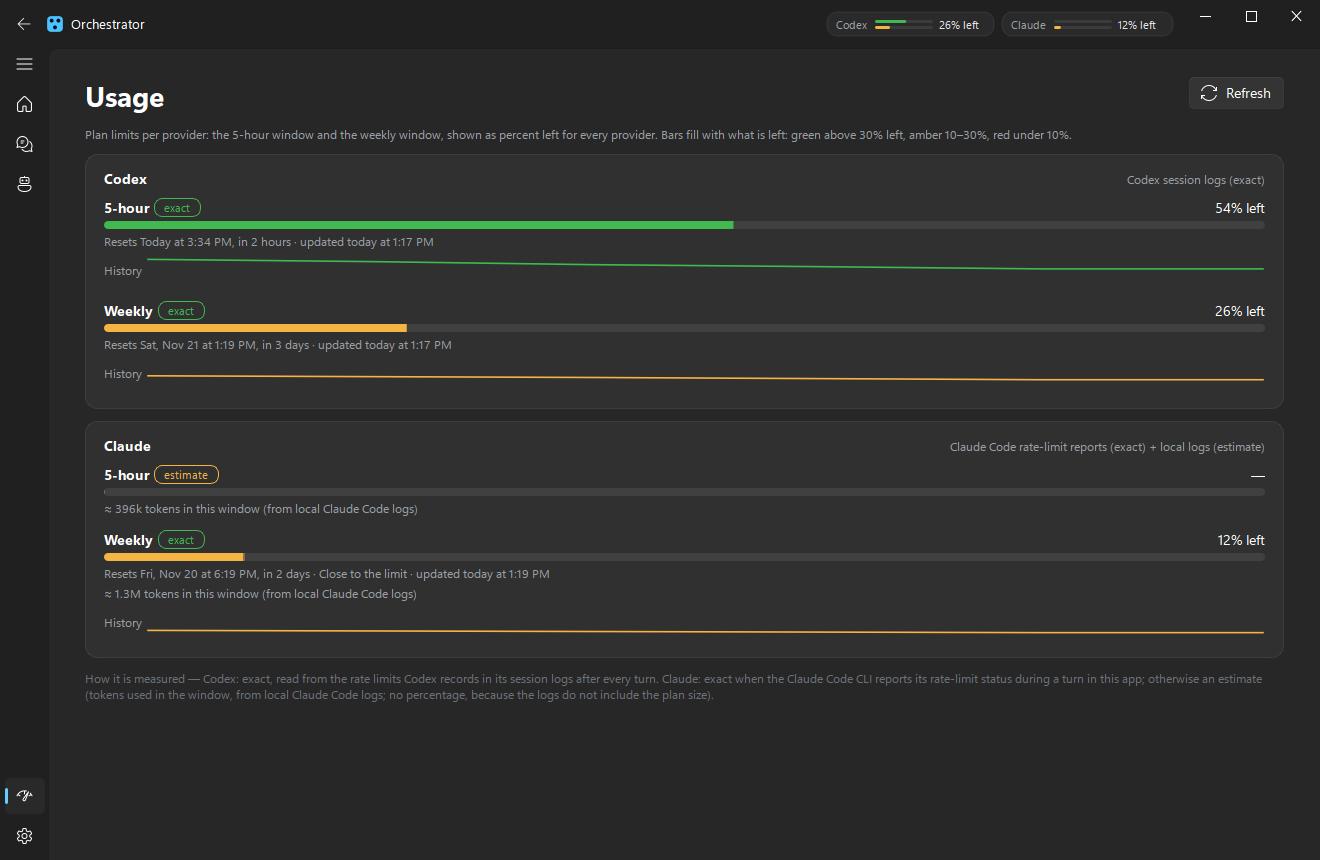 Orchestrator
Codex 26% left
Claude 12% left
Usage
Refresh
Plan limits per provider: the 5-hour window and the weekly window, shown as percent left for every provider. Bars fill with what is left: green above 30% left, amber 10–30%, red under 10%.
Codex
Codex session logs (exact)
5-hour exact
54% left
Resets Today at 3:34 PM, in 2 hours · updated today at 1:17 PM
History
Weekly exact
26% left
Resets Sat, Nov 21 at 1:19 PM, in 3 days · updated today at 1:17 PM
History
Claude
Claude Code rate-limit reports (exact) + local logs (estimate)
5-hour estimate
—
≈ 396k tokens in this window (from local Claude Code logs)
Weekly exact
12% left
Resets Fri, Nov 20 at 6:19 PM, in 2 days · Close to the limit · updated today at 1:19 PM
≈ 1.3M tokens in this window (from local Claude Code logs)
History
How it is measured — Codex: exact, read from the rate limits Codex records in its session logs after every turn. Claude: exact when the Claude Code CLI reports its rate-limit status during a turn in this app; otherwise an estimate
(tokens used in the window, from local Claude Code logs; no percentage, because the logs do not include the plan size).